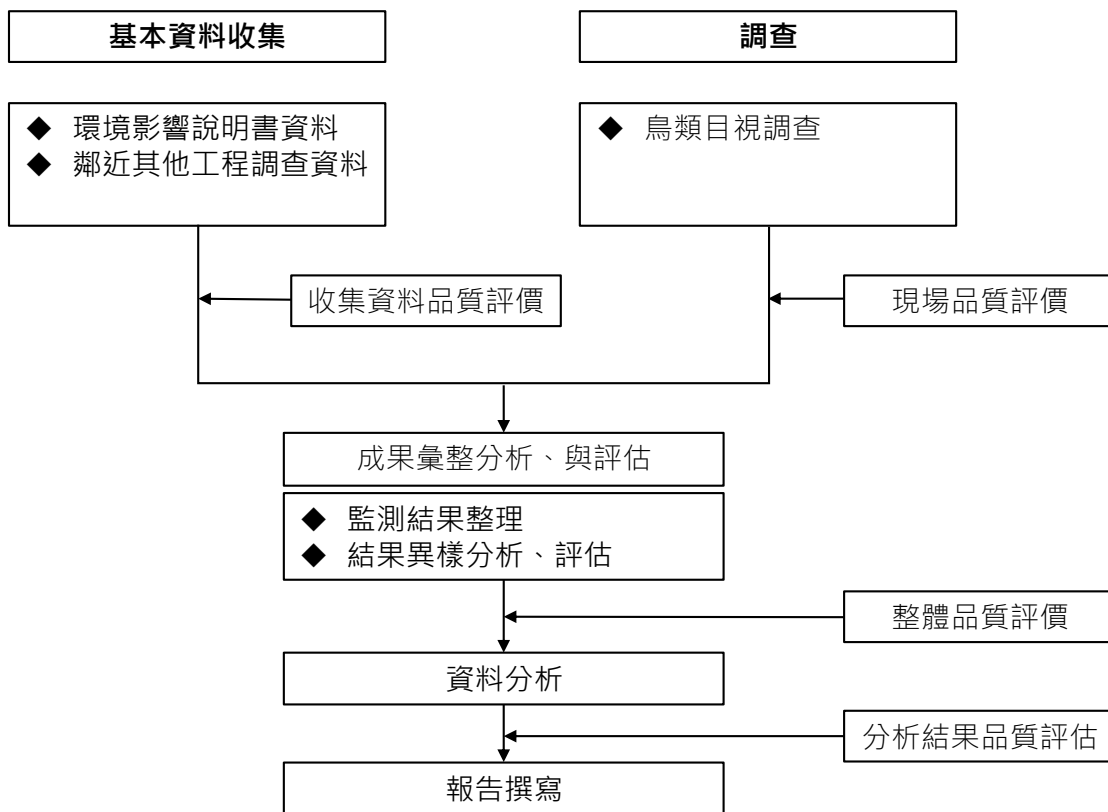 基本資料收集
調查
◆ 環境影響說明書資料
◆ 鄰近其他工程調查資料
◆ 鳥類目視調查
收集資料品質評價
現場品質評價
成果彙整分析、與評估
◆ 監測結果整理
◆ 結果異樣分析、評估
整體品質評價
資料分析
分析結果品質評估
報告撰寫